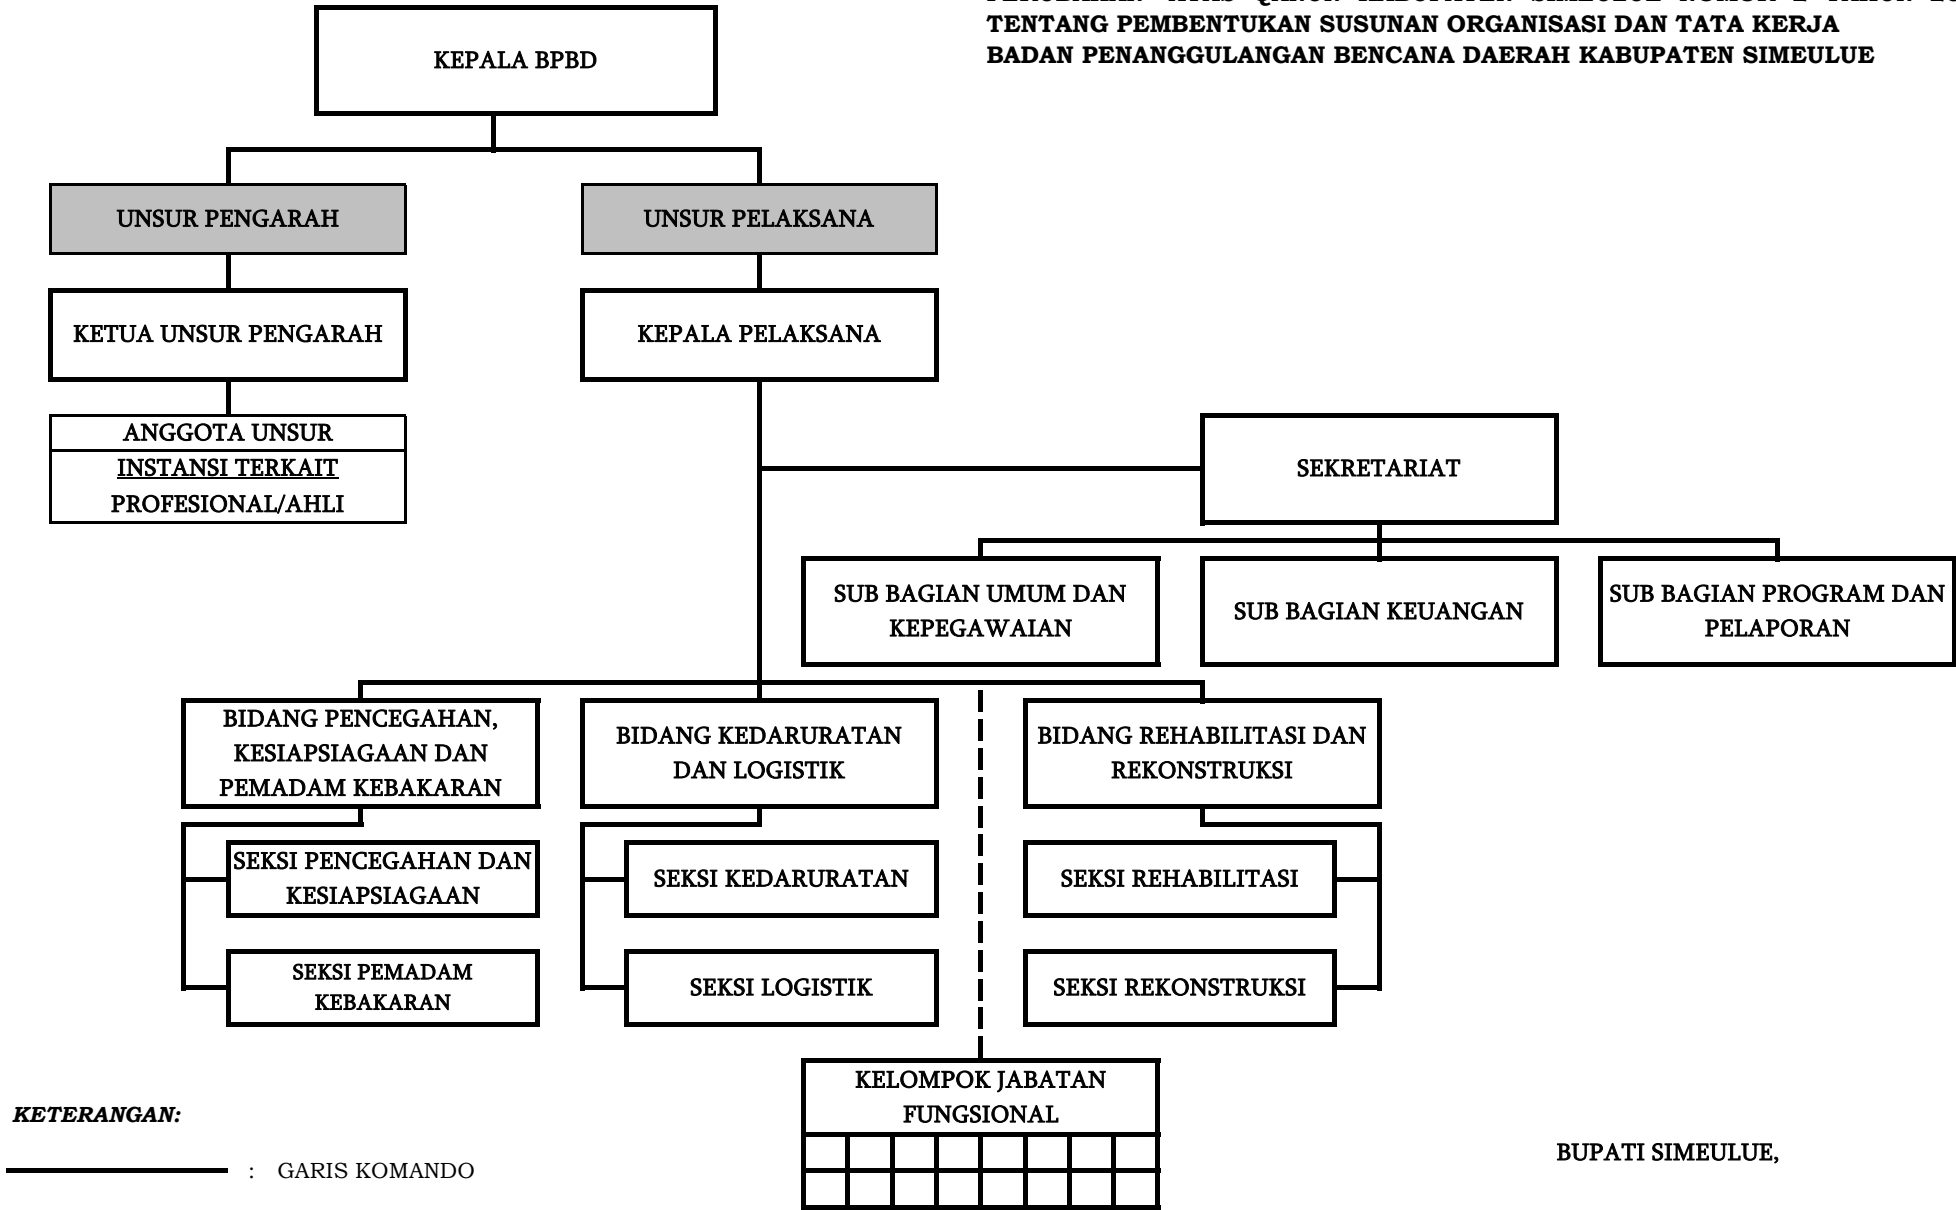 TENTANG PEMBENTUKAN SUSUNAN ORGANISASI DAN TATA KERJA
BADAN PENANGGULANGAN BENCANA DAERAH KABUPATEN SIMEULUE
KEPALA BPBD
UNSUR PENGARAH
UNSUR PELAKSANA
KETUA UNSUR PENGARAH
KEPALA PELAKSANA
ANGGOTA UNSUR
INSTANSI TERKAIT
PROFESIONAL/AHLI
SEKRETARIAT
SUB BAGIAN UMUM DAN
KEPEGAWAIAN
SUB BAGIAN KEUANGAN
SUB BAGIAN PROGRAM DAN
PELAPORAN
BIDANG PENCEGAHAN,
KESIAPSIAGAAN DAN
PEMADAM KEBAKARAN
BIDANG KEDARURATAN
DAN LOGISTIK
BIDANG REHABILITASI DAN
REKONSTRUKSI
SEKSI PENCEGAHAN DAN
KESIAPSIAGAAN
SEKSI KEDARURATAN
SEKSI REHABILITASI
SEKSI PEMADAM
KEBAKARAN
SEKSI LOGISTIK
SEKSI REKONSTRUKSI
KELOMPOK JABATAN
FUNGSIONAL
KETERANGAN:
: GARIS KOMANDO
BUPATI SIMEULUE,